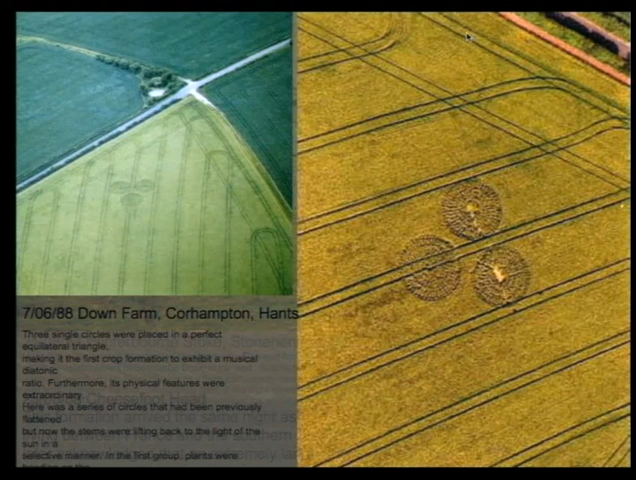 7/06/88 Down Farm, Corhampton, Hants
Three single circles were placed in a perfect
equilateral triangle,
making it the first crop formation to exhibit a musical
diatonic
ratio. Furthermore, its physical features were
extraordinary.
Here was a series of circles that had been previously
flattened
but now the stems were lifting back to the light of the
sun in a
selective manner. In the first group, plants were